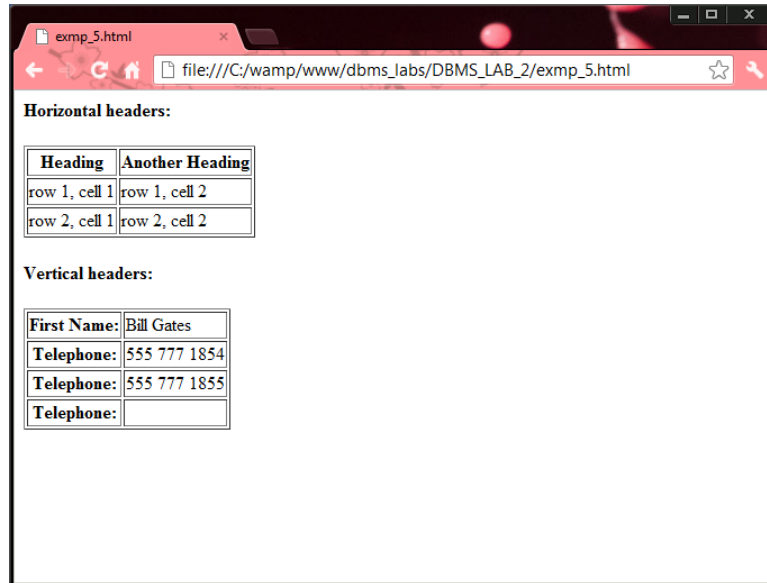 exmp_5.html
file:///C:/wamp/www/dbms_labs/DBMS_LAB_2/exmp_5.html
Horizontal headers:
Heading Another Heading
row 1, cell 1 row 1, cell 2
row 2, cell 1 row 2, cell 2
Vertical headers:
First Name: Bill Gates
Telephone: 555 777 1854
Telephone: 555 777 1855
Telephone: